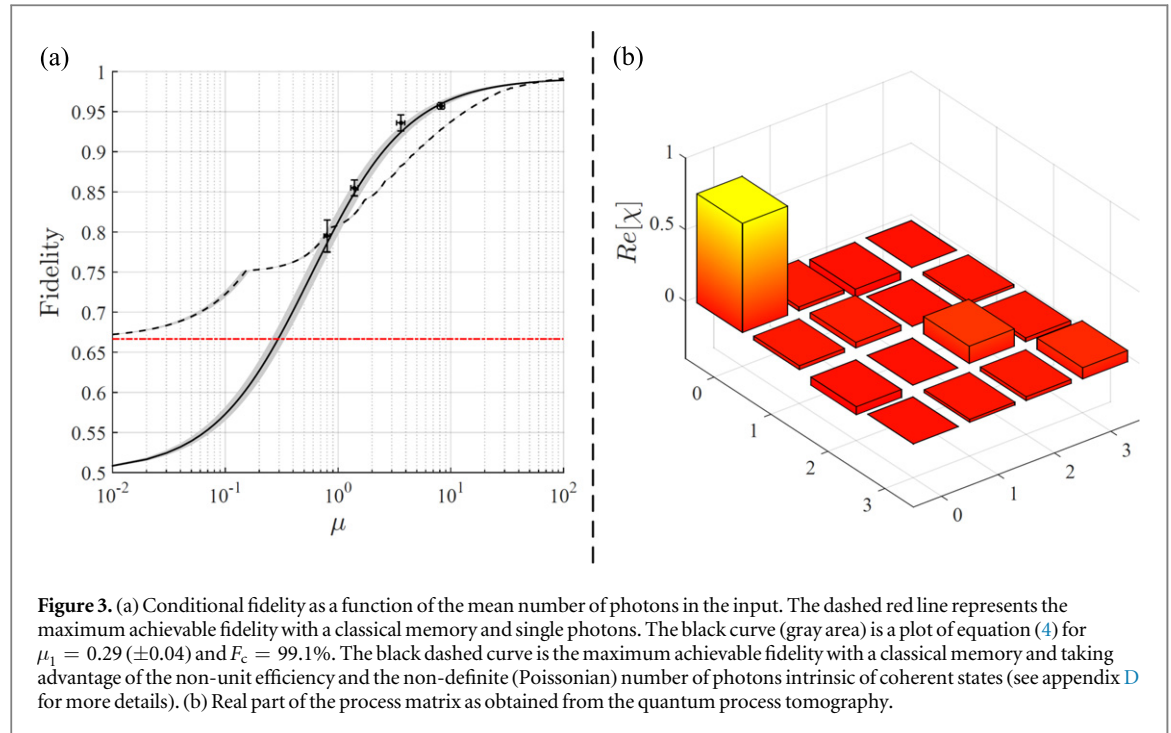 (a)
1
0.95
0.9
0.85
0.8
0.75
0.7
0.65
0.6
0.55
0.5
Fidelity
10^-2
10^-1
10^0
10^1
10^2
μ
(b)
1
0.5
0
Re[χ]
0
1
2
3
0
1
2
3
Figure 3. (a) Conditional fidelity as a function of the mean number of photons in the input. The dashed red line represents the
maximum achievable fidelity with a classical memory and single photons. The black curve (gray area) is a plot of equation (4) for
μ₁ = 0.29 (±0.04) and F_c = 99.1%. The black dashed curve is the maximum achievable fidelity with a classical memory and taking
advantage of the non-unit efficiency and the non-definite (Poissonian) number of photons intrinsic of coherent states (see appendix D
for more details). (b) Real part of the process matrix as obtained from the quantum process tomography.